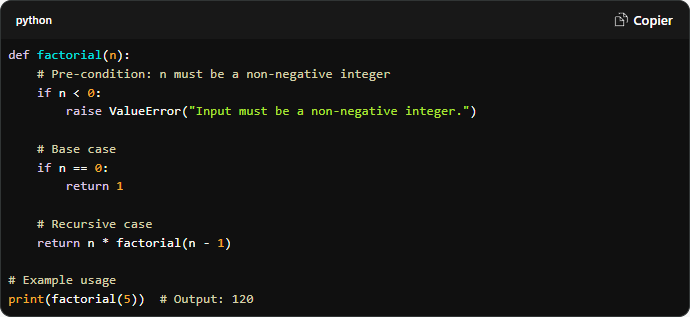 python
Copier
def factorial(n):
    # Pre-condition: n must be a non-negative integer
    if n < 0:
        raise ValueError("Input must be a non-negative integer.")

    # Base case
    if n == 0:
        return 1

    # Recursive case
    return n * factorial(n - 1)

# Example usage
print(factorial(5))  # Output: 120